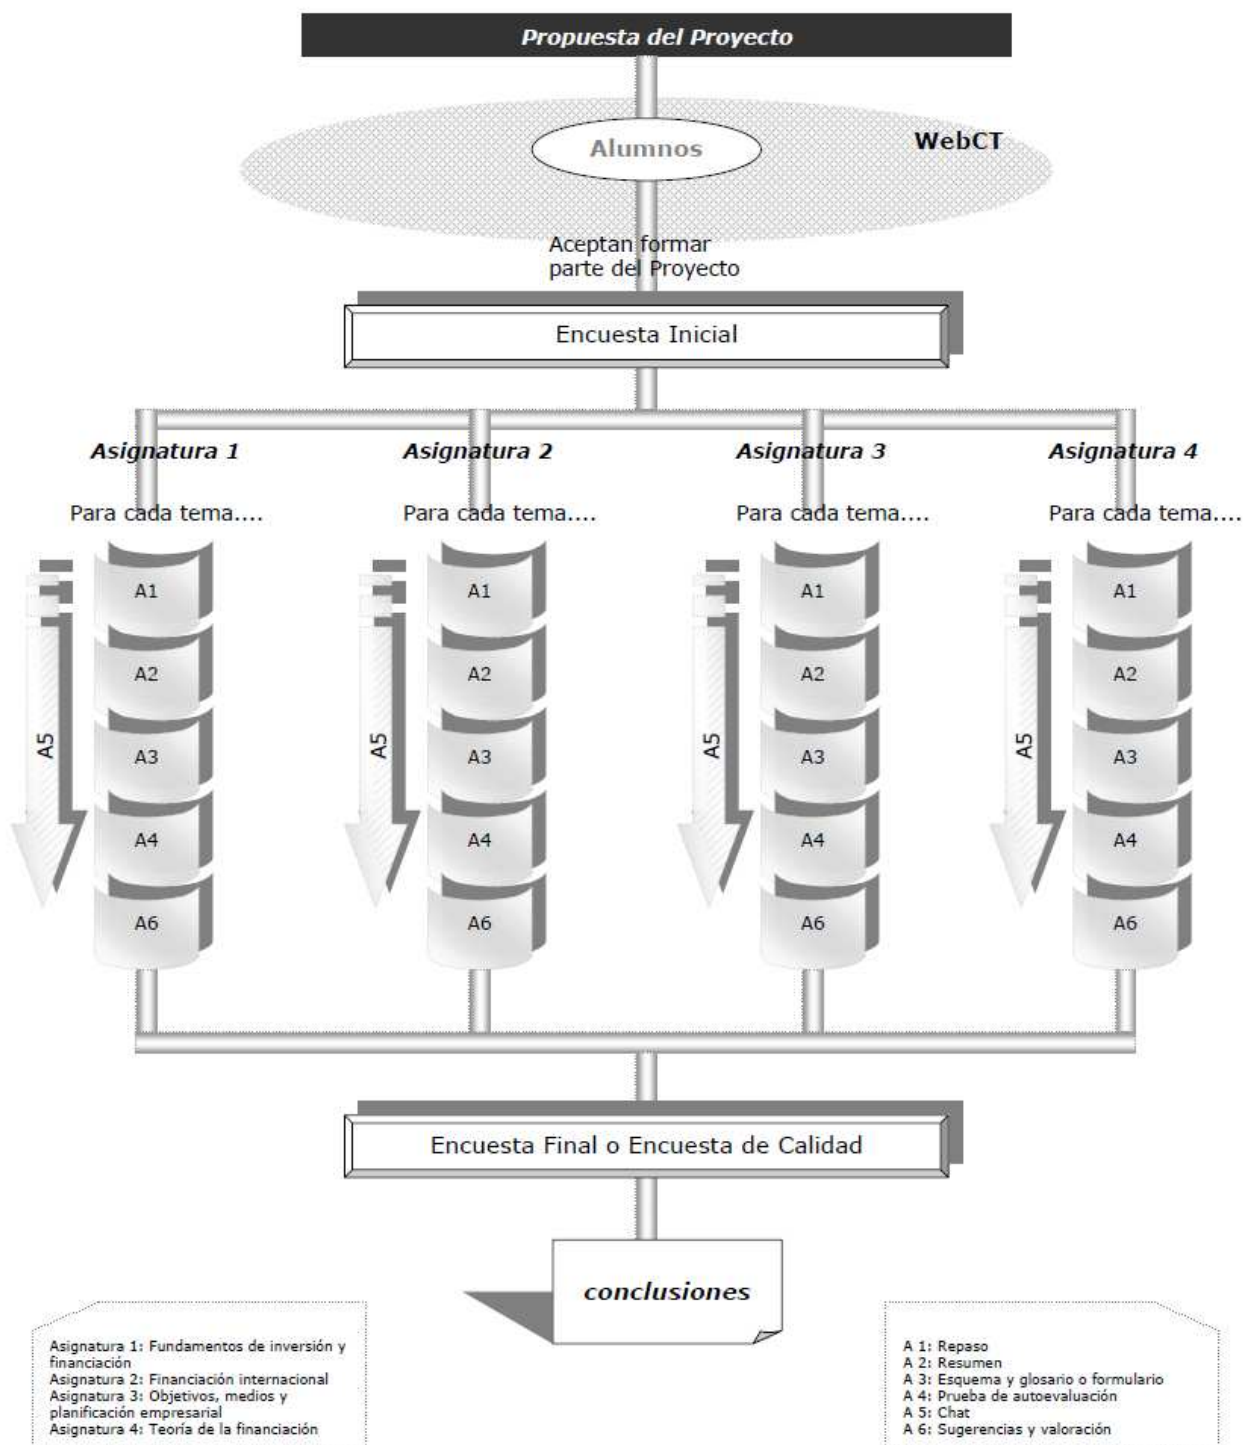 Propuesta del Proyecto
Alumnos
WebCT
Aceptan formar
parte del Proyecto
Encuesta Inicial
Asignatura 1
Asignatura 2
Asignatura 3
Asignatura 4
Para cada tema....
Para cada tema....
Para cada tema....
Para cada tema....
A5
A1
A2
A3
A4
A6
A5
A1
A2
A3
A4
A6
A5
A1
A2
A3
A4
A6
A5
A1
A2
A3
A4
A6
Encuesta Final o Encuesta de Calidad
conclusiones
Asignatura 1: Fundamentos de inversión y
financiación
Asignatura 2: Financiación internacional
Asignatura 3: Objetivos, medios y
planificación empresarial
Asignatura 4: Teoría de la financiación
A 1: Repaso
A 2: Resumen
A 3: Esquema y glosario o formulario
A 4: Prueba de autoevaluación
A 5: Chat
A 6: Sugerencias y valoración